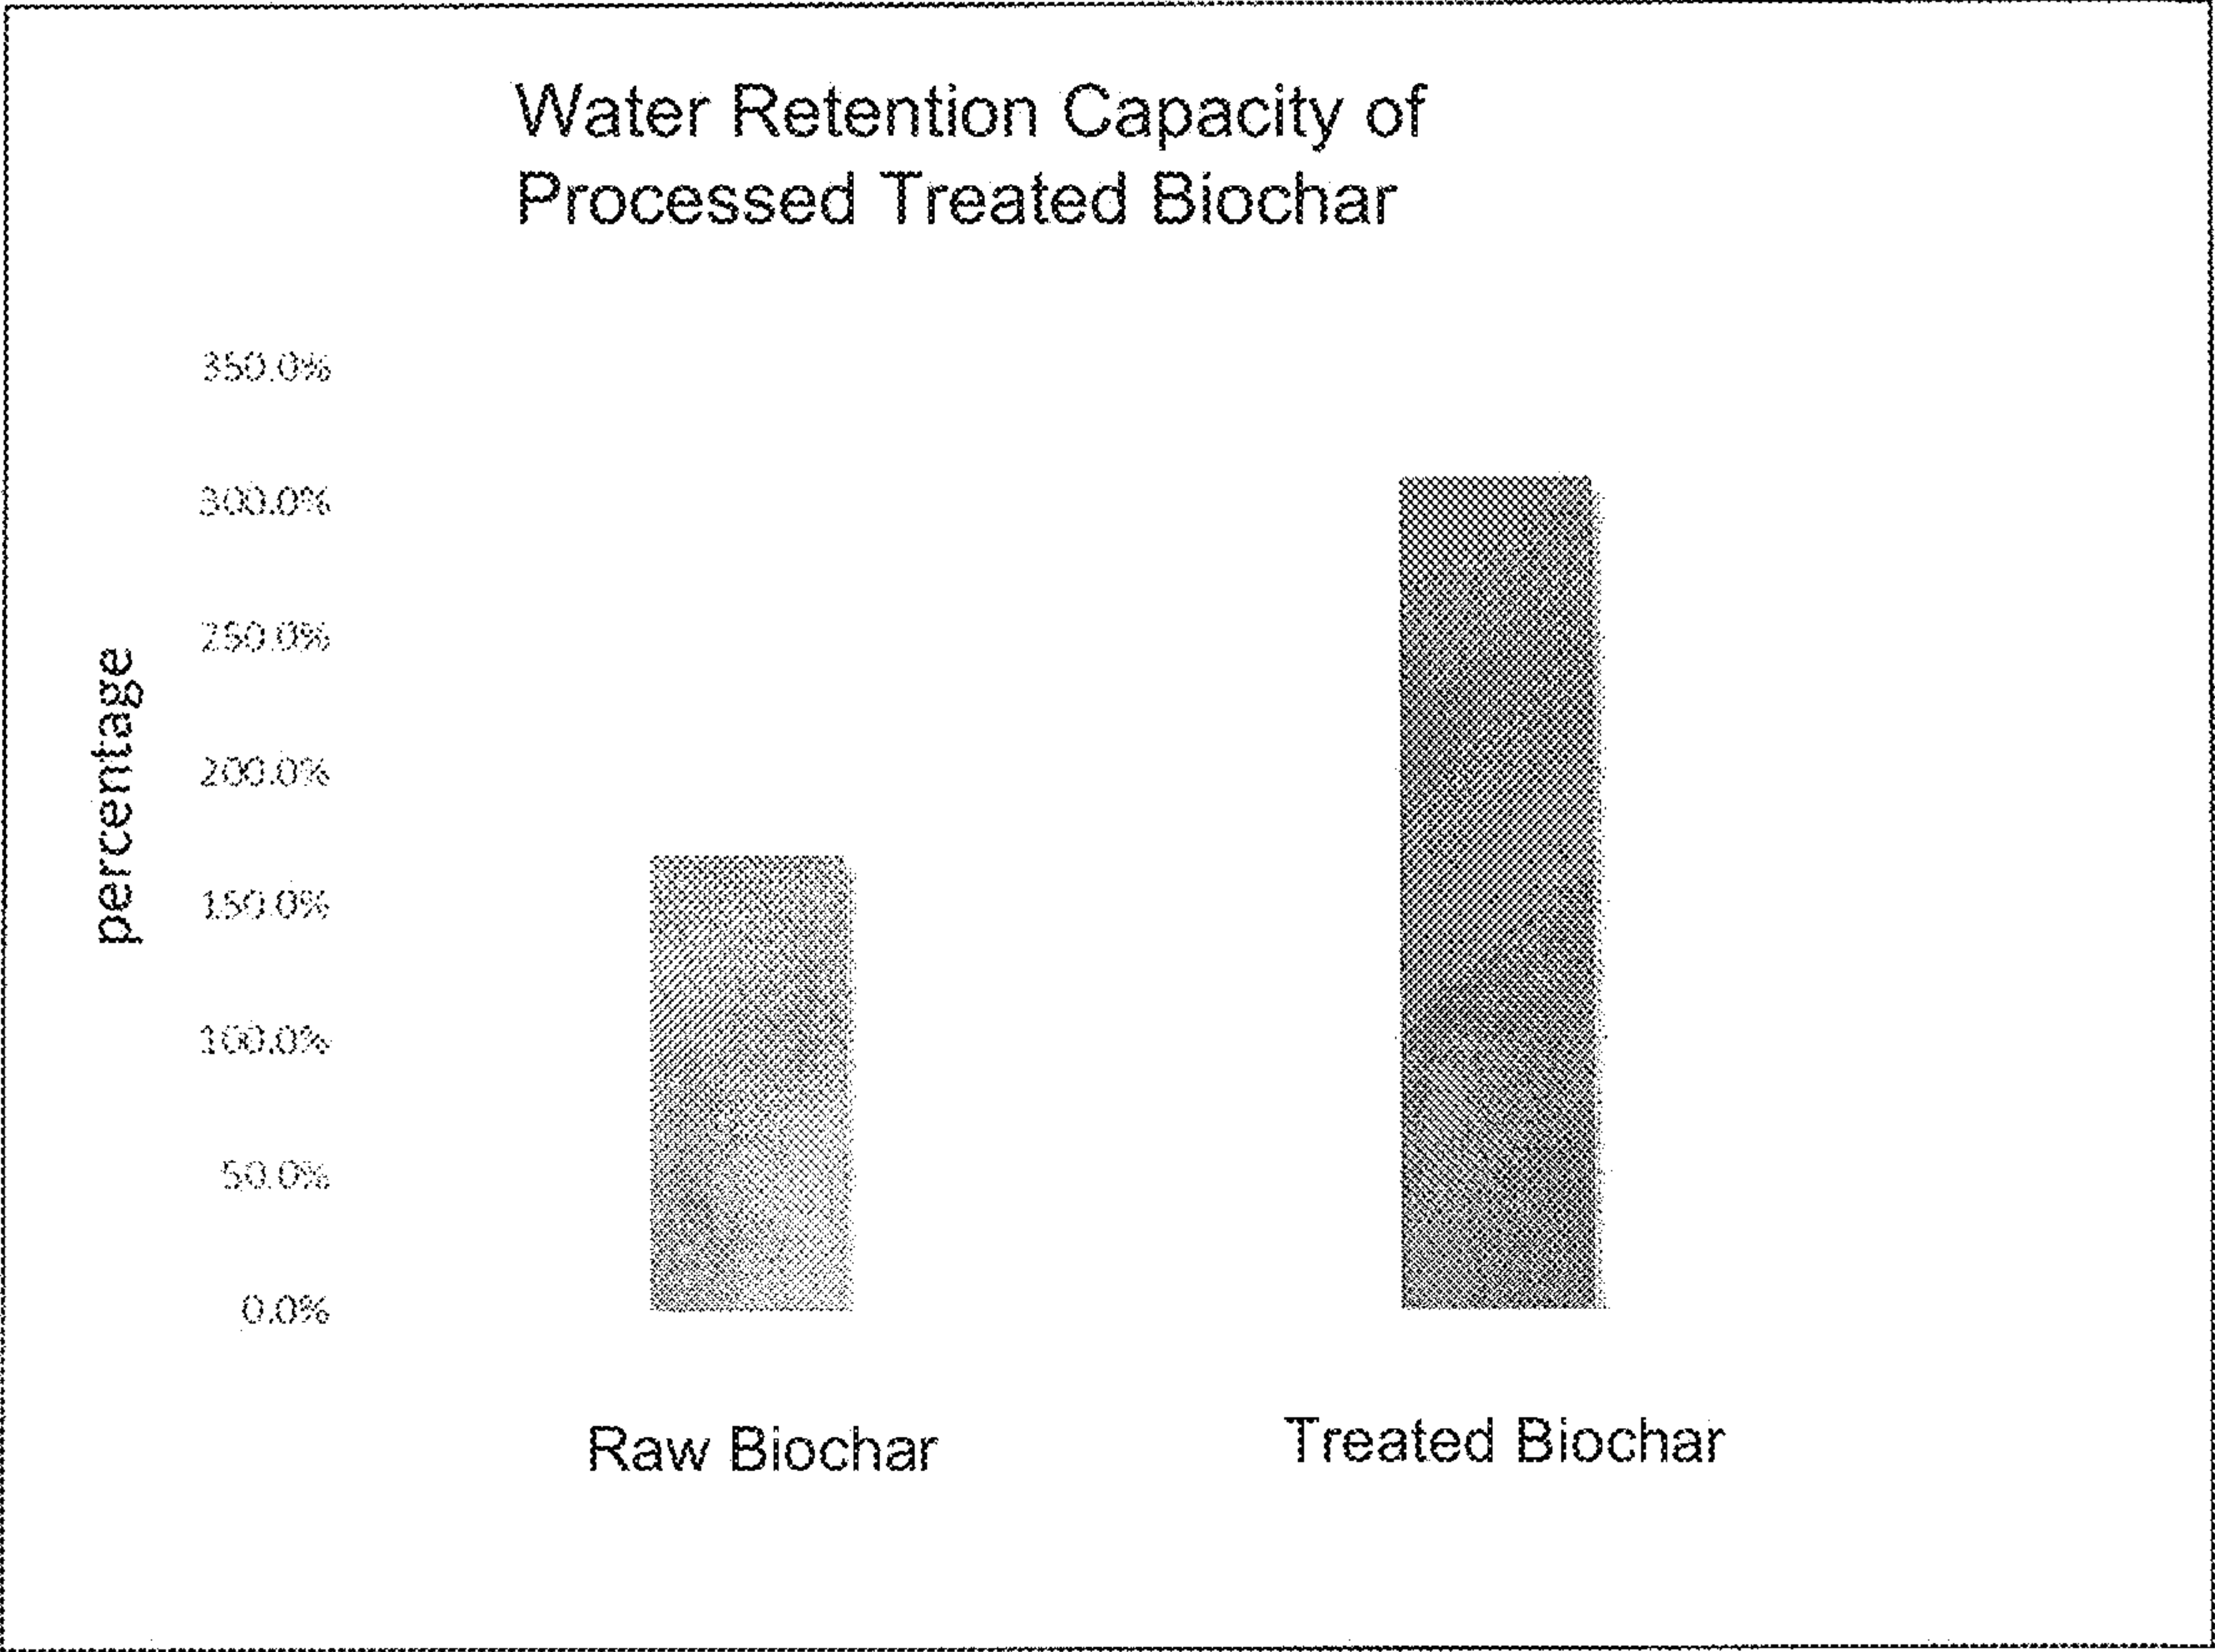 Water Retention Capacity of
Processed Treated Biochar
percentage
350.0%
300.0%
250.0%
200.0%
150.0%
100.0%
50.0%
0.0%
Raw Biochar
Treated Biochar